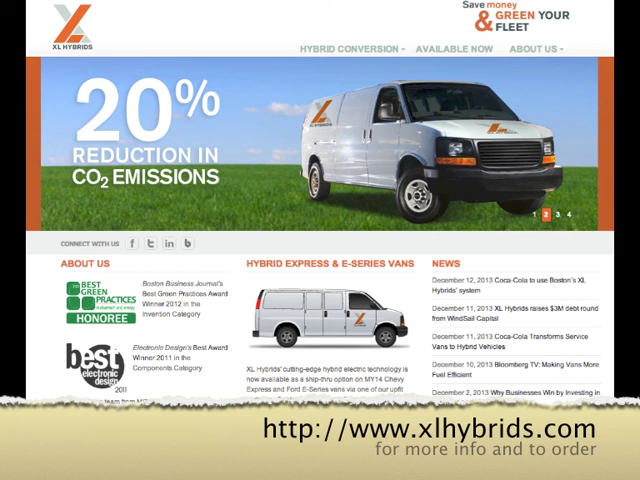 XL HYBRIDS
Save money
& GREEN YOUR
FLEET
HYBRID CONVERSION
AVAILABLE NOW
ABOUT US
20%
REDUCTION IN
CO2 EMISSIONS
XL HYBRIDS
1 2 3 4
CONNECT WITH US
ABOUT US
BEST
GREEN
PRACTICES
HONOREE
Boston Business Journal's
Best Green Practices Award
Winner 2012 in the
Invention Category
best
electronic
design
2011
Electronic Design's Best Award
Winner 2011 in the
Components Category
HYBRID EXPRESS & E-SERIES VANS
XL Hybrids' cutting-edge hybrid electric technology is
now available as a ship-thru option on MY14 Chevy
Express and Ford E-Series vans via one of our upfit
NEWS
December 12, 2013 Coca-Cola to use Boston's XL
Hybrids' system
December 11, 2013 XL Hybrids raises $3M debt round
from WindSail Capital
December 11, 2013 Coca-Cola Transforms Service
Vans to Hybrid Vehicles
December 10, 2013 Bloomberg TV: Making Vans More
Fuel Efficient
December 2, 2013 Why Businesses Win by Investing in
http://www.xlhybrids.com
for more info and to order